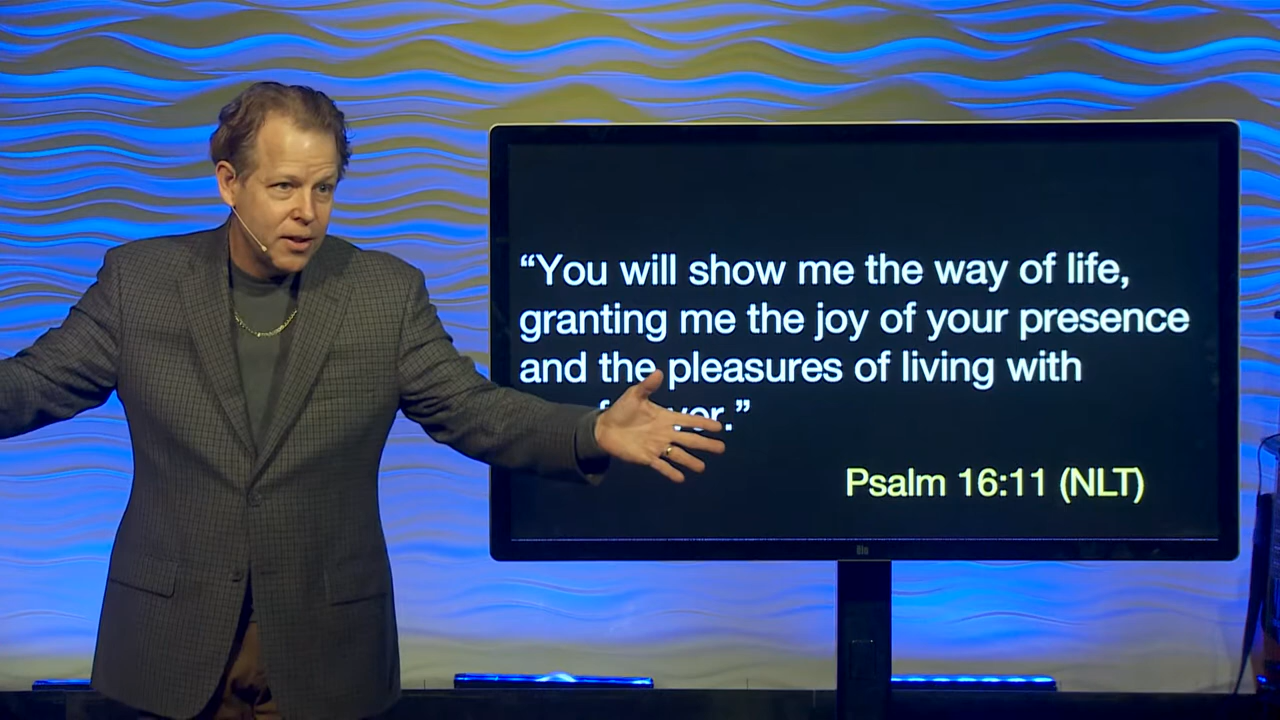 “You will show me the way of life,
granting me the joy of your presence
and the pleasures of living with
Psalm 16:11 (NLT)
elo